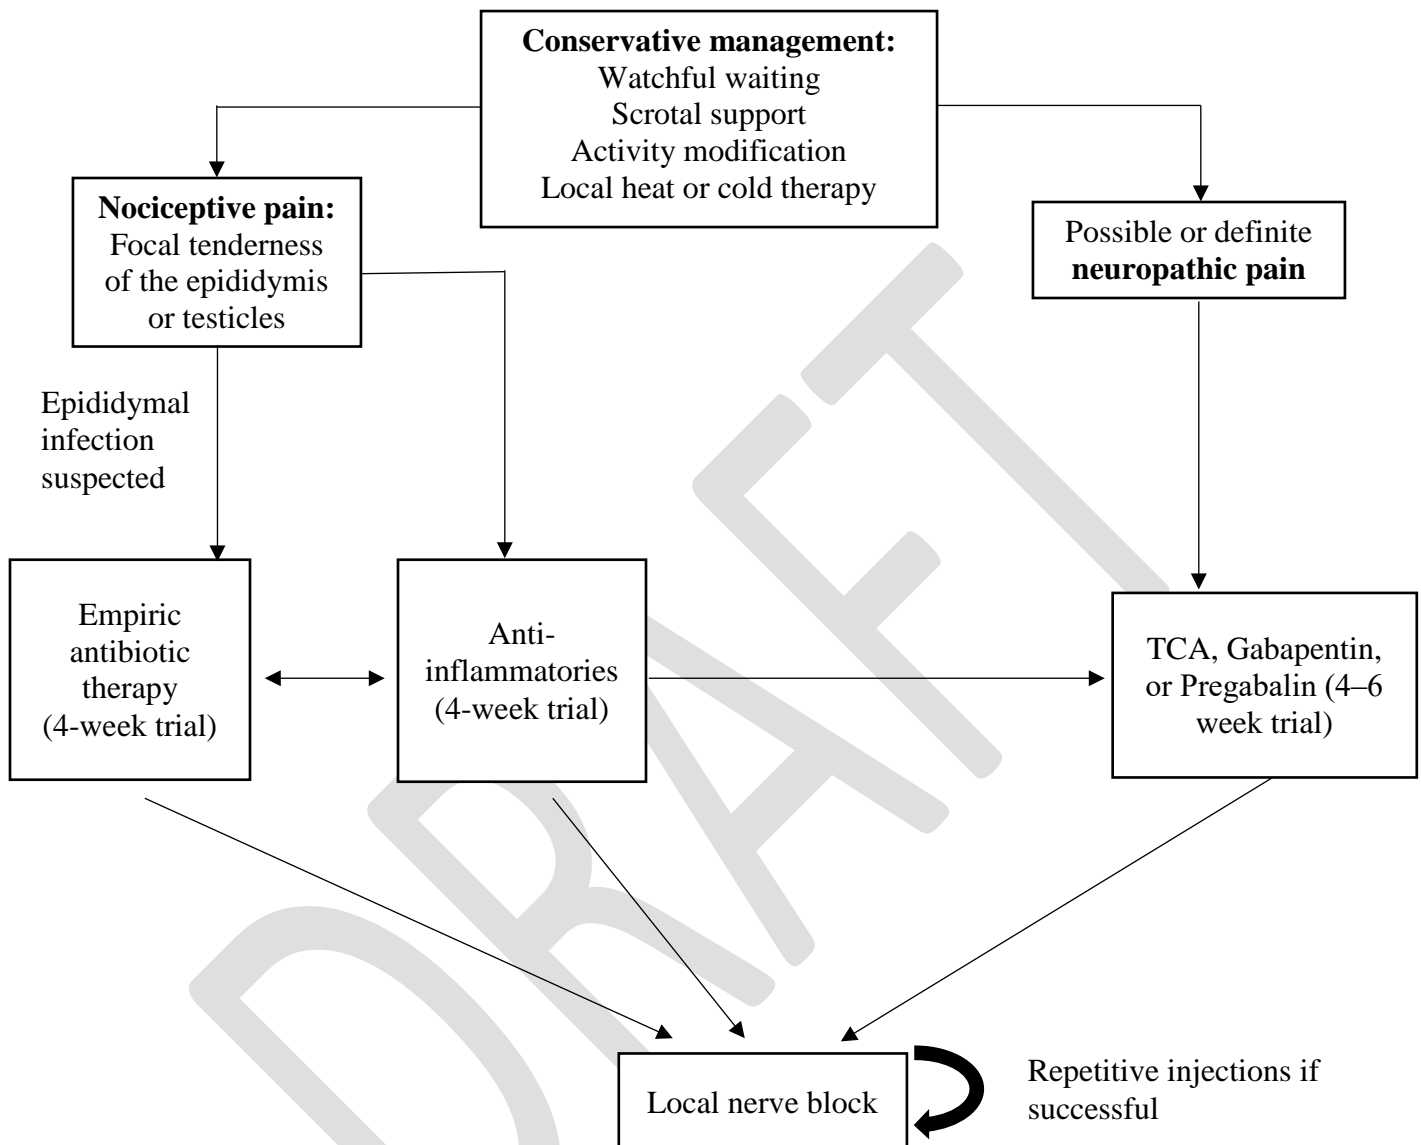 Conservative management:
Watchful waiting
Scrotal support
Activity modification
Local heat or cold therapy
Nociceptive pain:
Focal tenderness
of the epididymis
or testicles
Possible or definite
neuropathic pain
Epididymal
infection
suspected
Empiric
antibiotic
therapy
(4-week trial)
Anti-
inflammatories
(4-week trial)
TCA, Gabapentin,
or Pregabalin (4–6
week trial)
Local nerve block
Repetitive injections if
successful
DRAFT